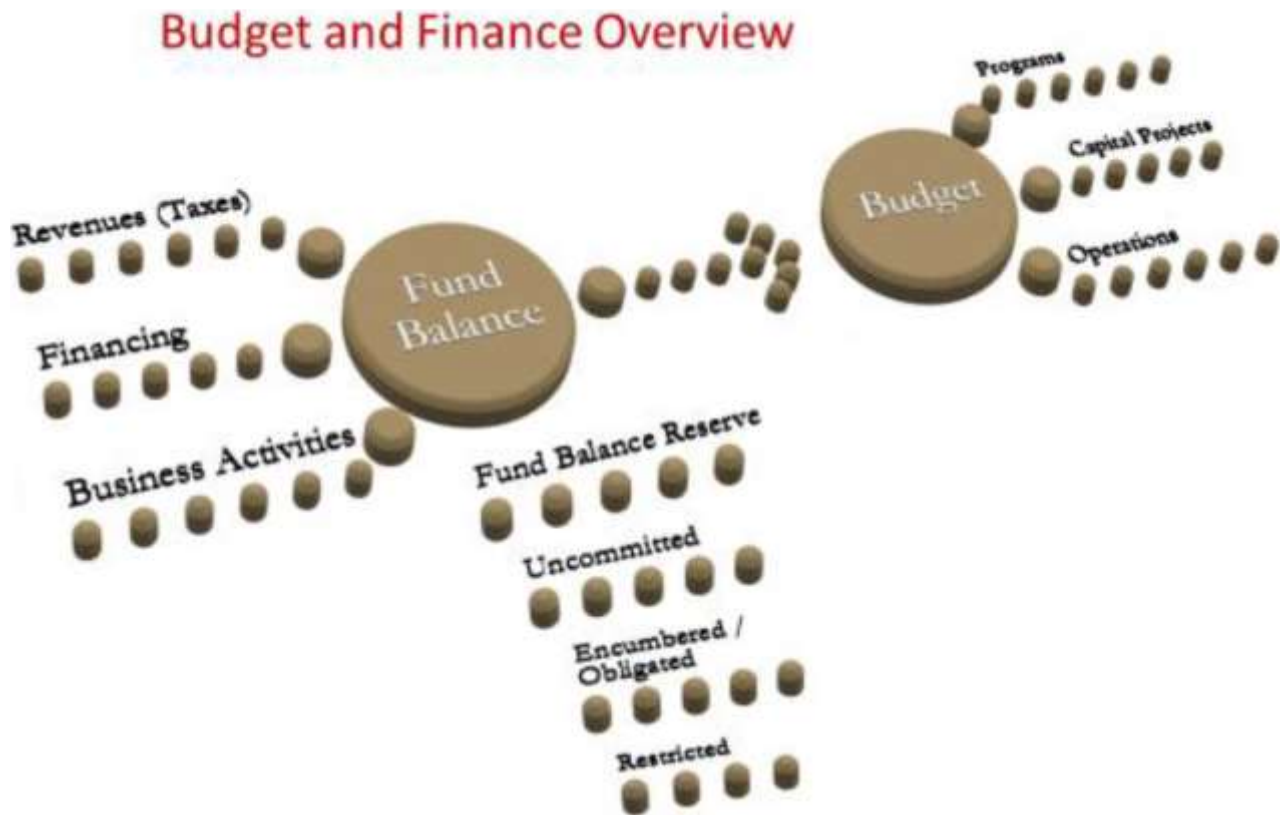 Budget and Finance Overview
Programs
Capital Projects
Budget
Operations
Revenues (Taxes)
Fund
Balance
Financing
Business Activities
Fund Balance Reserve
Uncommitted
Encumbered /
Obligated
Restricted